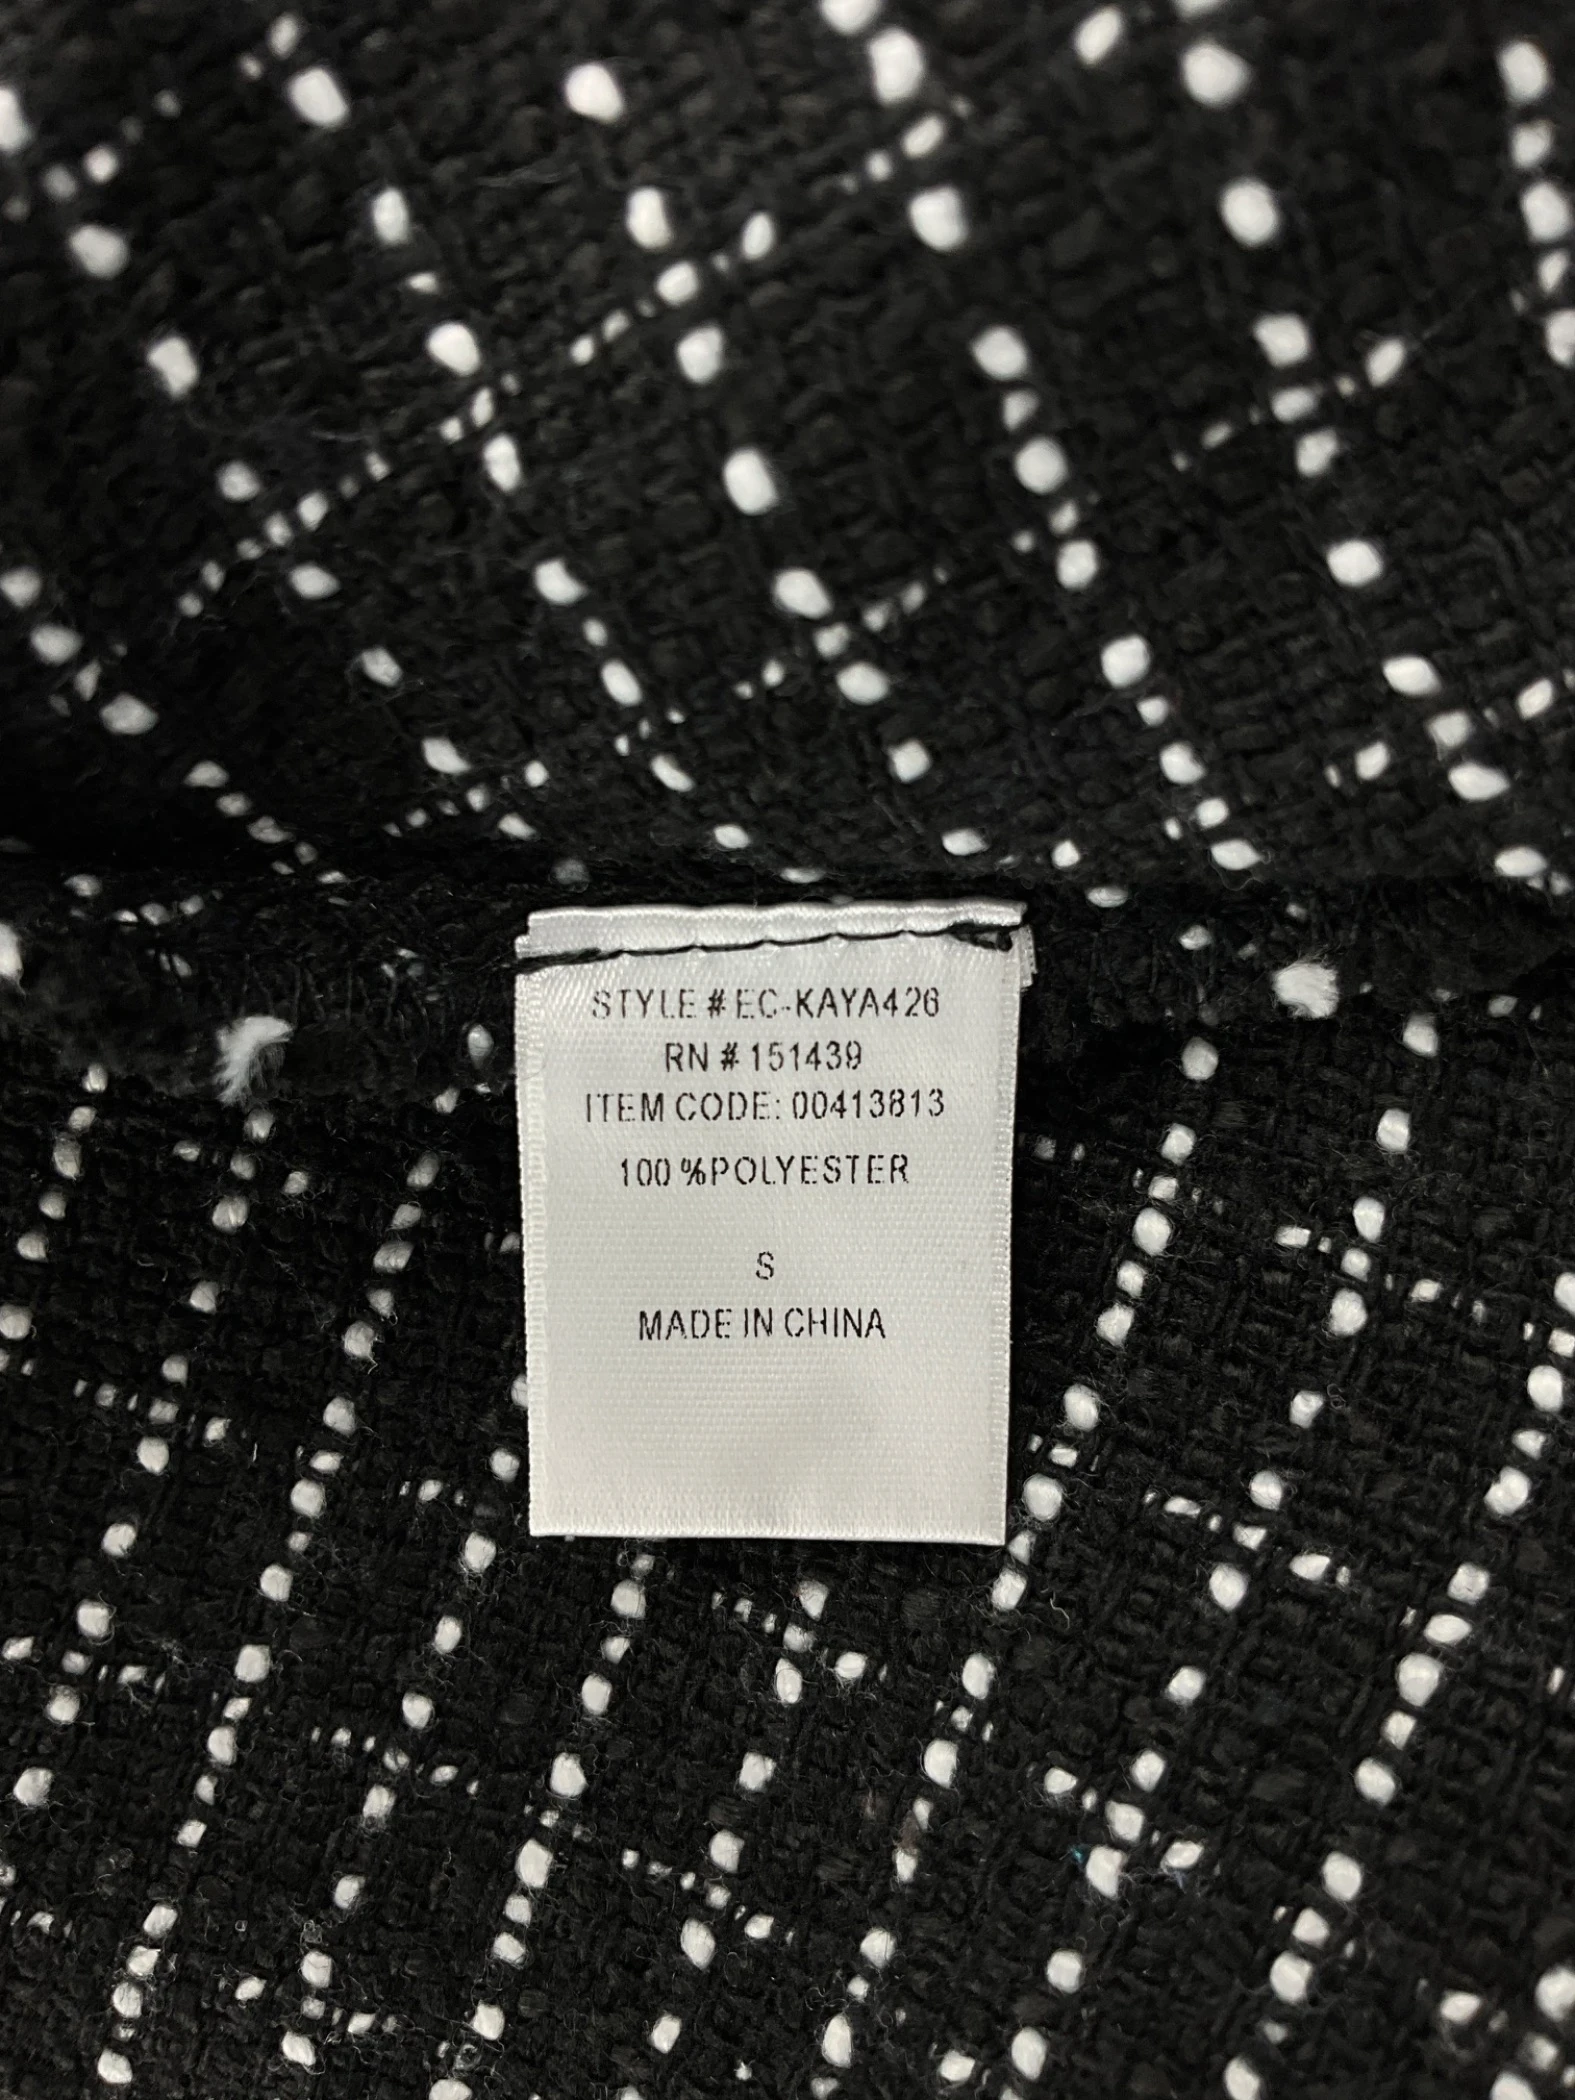 STYLE # EC-KAYA426
RN # 151439
ITEM CODE: 00413813
100 %POLYESTER
S
MADE IN CHINA